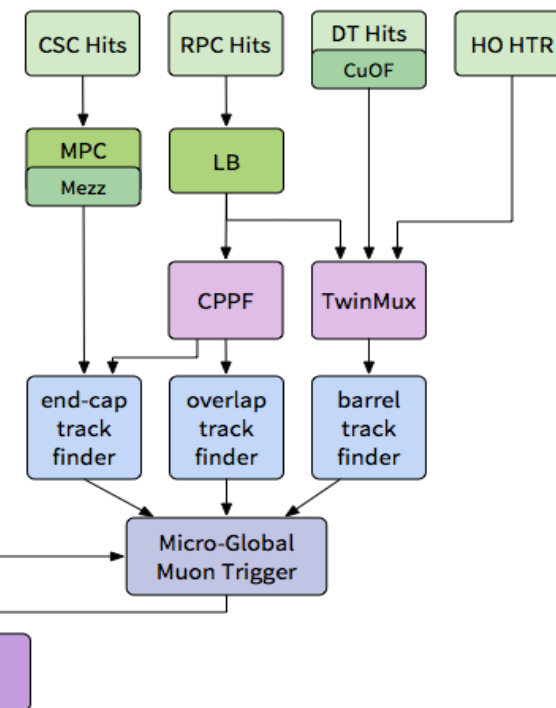 CSC Hits
RPC Hits
DT Hits
CuOF
HO HTR
MPC
Mezz
LB
CPPF
TwinMux
end-cap
track
finder
overlap
track
finder
barrel
track
finder
Micro-Global
Muon Trigger